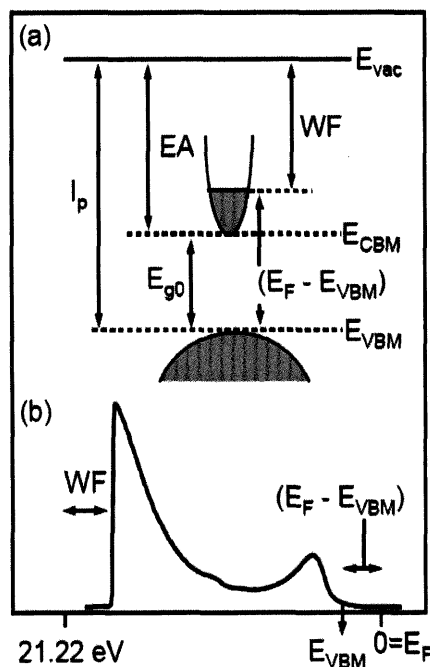 (a)
E_vac
WF
EA
I_p
E_CBM
E_g0
(E_F - E_VBM)
E_VBM
(b)
WF
(E_F - E_VBM)
21.22 eV
E_VBM
0=E_F